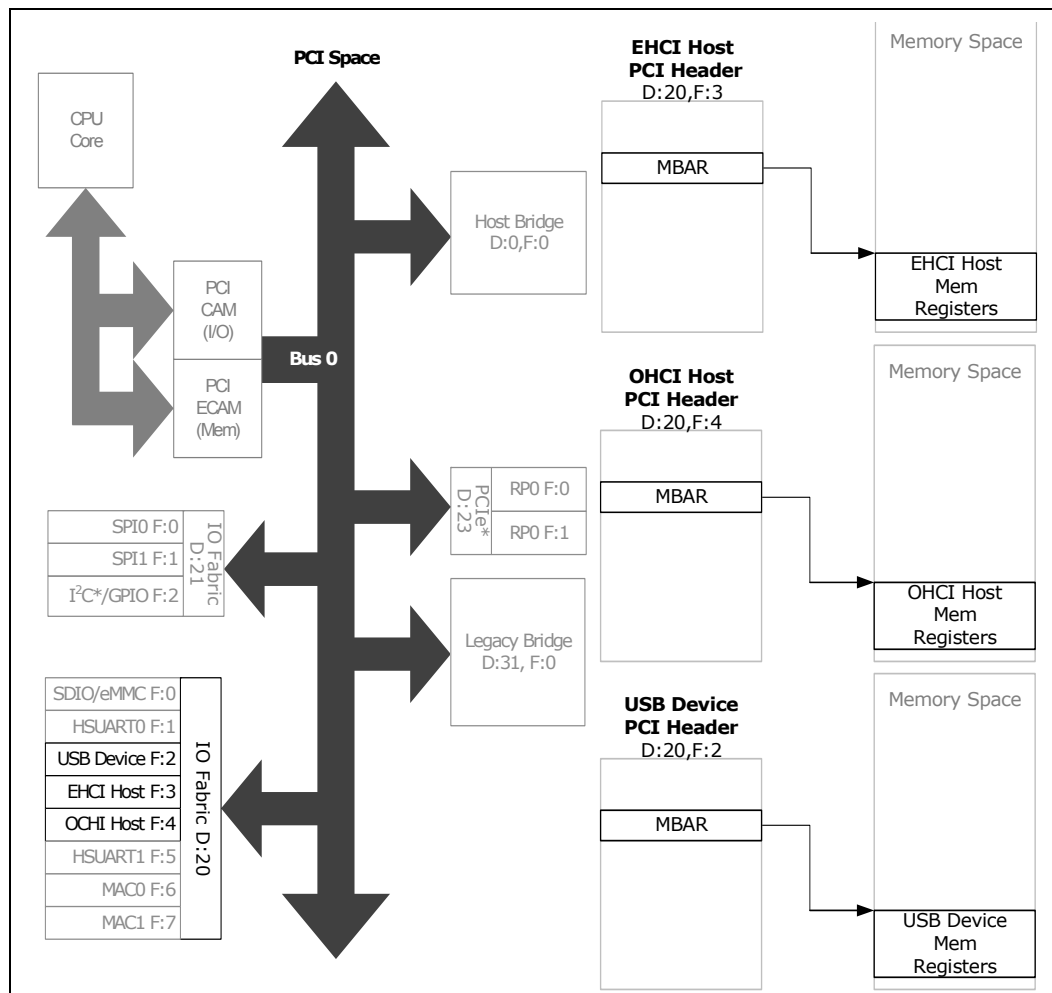 PCI Space
CPU
Core
PCI
CAM
(I/O)
PCI
ECAM
(Mem)
Bus 0
Host Bridge
D:0,F:0
PCIe*
D:23
RP0 F:0
RP0 F:1
SPI0 F:0
SPI1 F:1
I²C*/GPIO F:2
IO Fabric
D:21
Legacy Bridge
D:31, F:0
SDIO/eMMC F:0
HSUART0 F:1
USB Device F:2
EHCI Host F:3
OCHI Host F:4
HSUART1 F:5
MAC0 F:6
MAC1 F:7
IO Fabric D:20
EHCI Host
PCI Header
D:20,F:3
MBAR
Memory Space
EHCI Host
Mem
Registers
OHCI Host
PCI Header
D:20,F:4
MBAR
Memory Space
OHCI Host
Mem
Registers
USB Device
PCI Header
D:20,F:2
MBAR
Memory Space
USB Device
Mem
Registers